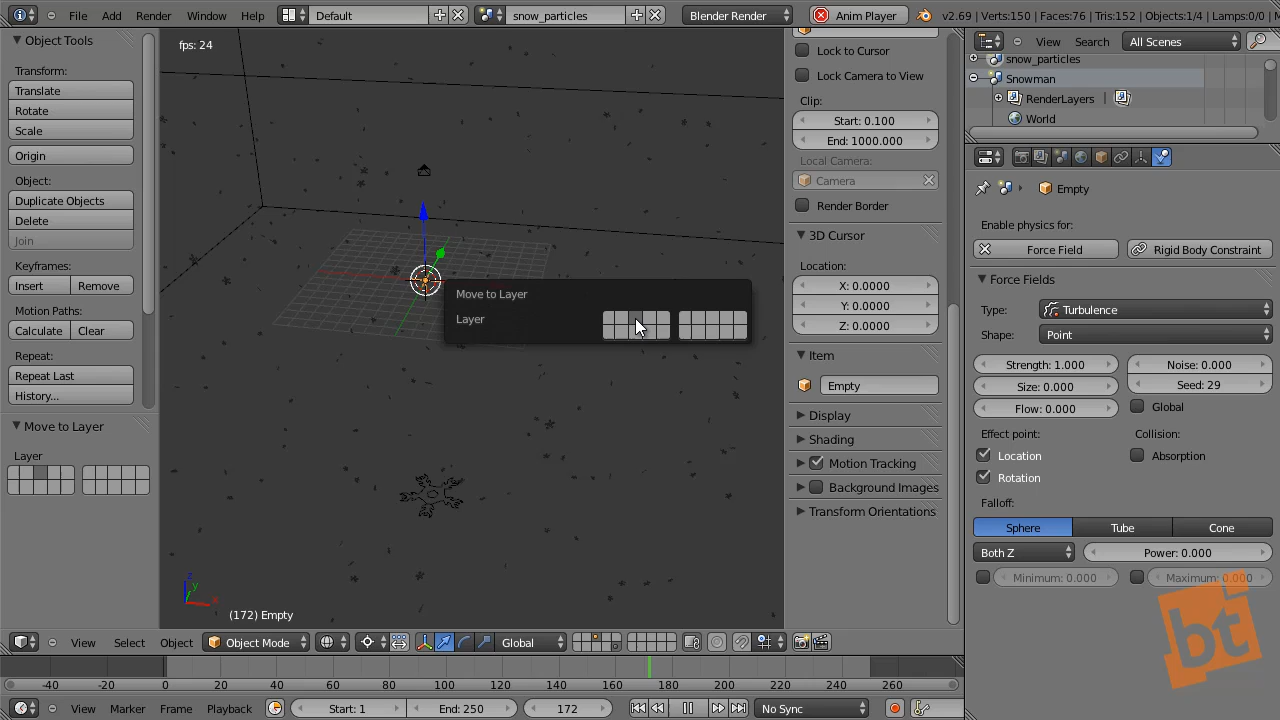 File Add Render Window Help Default snow_particles Blender Render Anim Player v2.69 | Verts:150 | Faces:76 | Tris:152 | Objects:1/4 | Lamps:0/0 |
Object Tools
Transform:
Translate
Rotate
Scale
Origin
Object:
Duplicate Objects
Delete
Join
Keyframes:
Insert Remove
Motion Paths:
Calculate Clear
Repeat:
Repeat Last
History...
Move to Layer
Layer
fps: 24
Move to Layer
Layer
z
y
x
(172) Empty
Lock to Cursor
Lock Camera to View
Clip:
Start: 0.100
End: 1000.000
Local Camera:
Camera
Render Border
3D Cursor
Location:
X: 0.0000
Y: 0.0000
Z: 0.0000
Item
Empty
Display
Shading
Motion Tracking
Background Images
Transform Orientations
View Search All Scenes
snow_particles
Snowman
RenderLayers |
World
Empty
Enable physics for:
Force Field Rigid Body Constraint
Force Fields
Type: Turbulence
Shape: Point
Strength: 1.000 Noise: 0.000
Size: 0.000 Seed: 29
Flow: 0.000 Global
Effect point: Collision:
Location Absorption
Rotation
Falloff:
Sphere Tube Cone
Both Z Power: 0.000
Minimum: 0.000 Maximum: 0.000
bt
View Select Object Object Mode Global
-40 -20 0 20 40 60 80 100 120 140 160 180 200 220 240 260
View Marker Frame Playback Start: 1 End: 250 172 No Sync